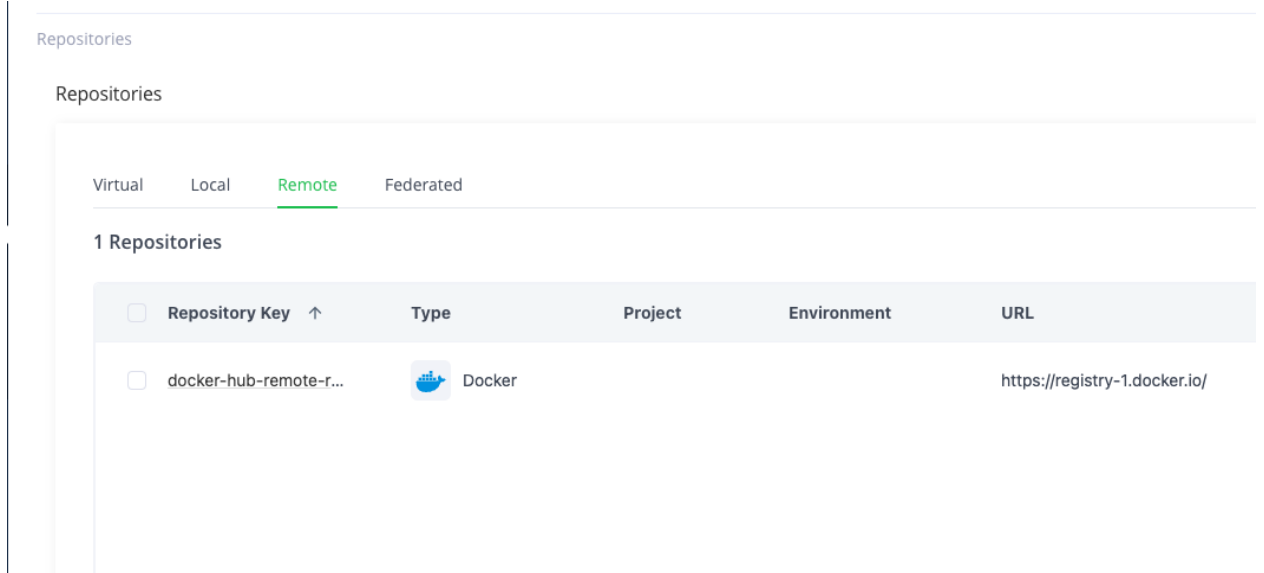 Repositories
Repositories
Virtual Local Remote Federated
1 Repositories
Repository Key ↑ Type Project Environment URL
docker-hub-remote-r... Docker https://registry-1.docker.io/